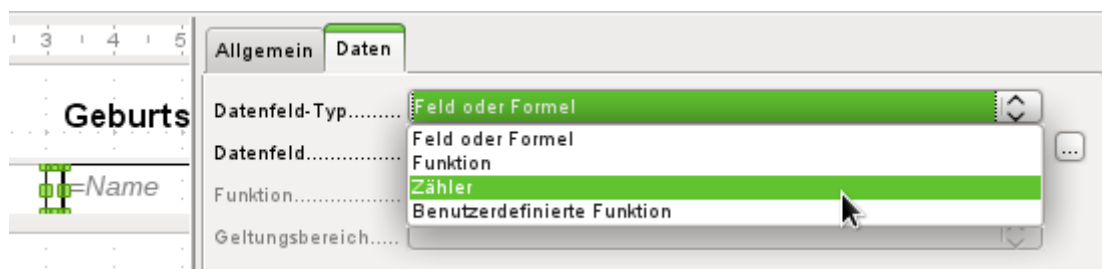 3 4 5
Allgemein Daten
Geburts
Datenfeld-Typ......... Feld oder Formel
Feld oder Formel
Datenfeld................ ...
Funktion
=Name
Funktion..................
Zähler
Benutzerdefinierte Funktion
Geltungsbereich.....